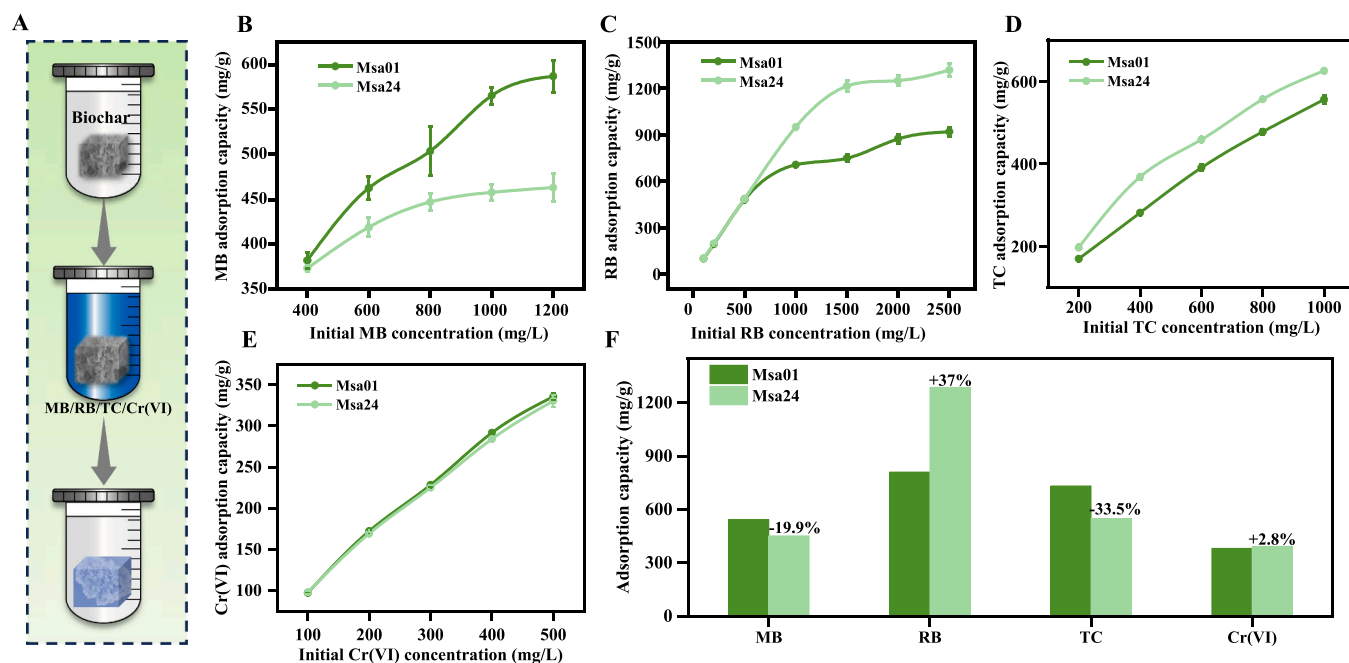 A
Biochar
MB/RB/TC/Cr(VI)
B
MB adsorption capacity (mg/g)
600
550
500
450
400
350
Msa01
Msa24
400
600
800
1000
1200
Initial MB concentration (mg/L)
C
RB adsorption capacity (mg/g)
1500
1200
900
600
300
0
Msa01
Msa24
0
500
1000
1500
2000
2500
Initial RB concentration (mg/L)
D
TC adsorption capacity (mg/g)
600
400
200
Msa01
Msa24
200
400
600
800
1000
Initial TC concentration (mg/L)
E
Cr(VI) adsorption capacity (mg/g)
350
300
250
200
150
100
Msa01
Msa24
100
200
300
400
500
Initial Cr(VI) concentration (mg/L)
F
Adsorption capacity (mg/g)
1200
900
600
300
0
Msa01
Msa24
-19.9%
+37%
-33.5%
+2.8%
MB
RB
TC
Cr(VI)